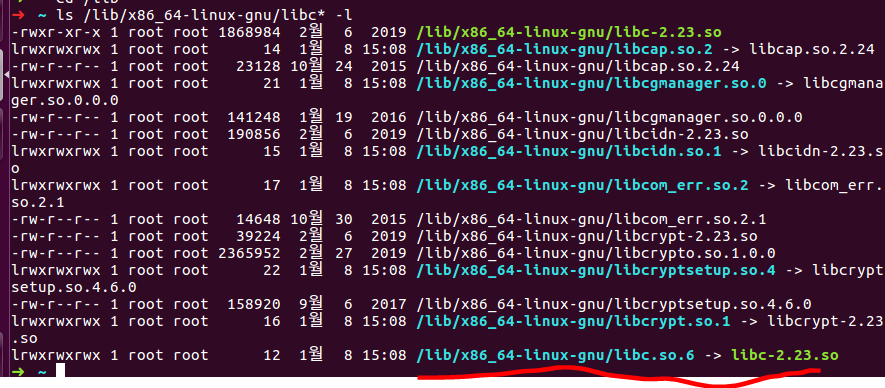 ➜ ~ ls /lib/x86_64-linux-gnu/libc* -l
-rwxr-xr-x 1 root root 1868984 2월 6 2019 /lib/x86_64-linux-gnu/libc-2.23.so
lrwxrwxrwx 1 root root 14 1월 8 15:08 /lib/x86_64-linux-gnu/libcap.so.2 -> libcap.so.2.24
-rw-r--r-- 1 root root 23128 10월 24 2015 /lib/x86_64-linux-gnu/libcap.so.2.24
lrwxrwxrwx 1 root root 21 1월 8 15:08 /lib/x86_64-linux-gnu/libcgmanager.so.0 -> libcgmana
ger.so.0.0.0
-rw-r--r-- 1 root root 141248 1월 19 2016 /lib/x86_64-linux-gnu/libcgmanager.so.0.0.0
-rw-r--r-- 1 root root 190856 2월 6 2019 /lib/x86_64-linux-gnu/libcidn-2.23.so
lrwxrwxrwx 1 root root 15 1월 8 15:08 /lib/x86_64-linux-gnu/libcidn.so.1 -> libcidn-2.23.s
o
lrwxrwxrwx 1 root root 17 1월 8 15:08 /lib/x86_64-linux-gnu/libcom_err.so.2 -> libcom_err.
so.2.1
-rw-r--r-- 1 root root 14648 10월 30 2015 /lib/x86_64-linux-gnu/libcom_err.so.2.1
-rw-r--r-- 1 root root 39224 2월 6 2019 /lib/x86_64-linux-gnu/libcrypt-2.23.so
-rw-r--r-- 1 root root 2365952 2월 27 2019 /lib/x86_64-linux-gnu/libcrypto.so.1.0.0
lrwxrwxrwx 1 root root 22 1월 8 15:08 /lib/x86_64-linux-gnu/libcryptsetup.so.4 -> libcrypt
setup.so.4.6.0
-rw-r--r-- 1 root root 158920 9월 6 2017 /lib/x86_64-linux-gnu/libcryptsetup.so.4.6.0
lrwxrwxrwx 1 root root 16 1월 8 15:08 /lib/x86_64-linux-gnu/libcrypt.so.1 -> libcrypt-2.23
.so
lrwxrwxrwx 1 root root 12 1월 8 15:08 /lib/x86_64-linux-gnu/libc.so.6 -> libc-2.23.so
➜ ~